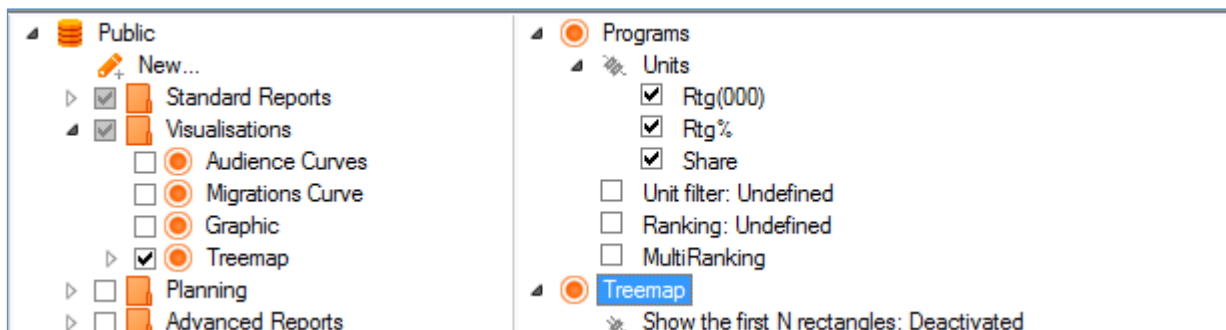 Public
New...
Standard Reports
Visualisations
Audience Curves
Migrations Curve
Graphic
Treemap
Planning
Advanced Reports
Programs
Units
Rtg(000)
Rtg%
Share
Unit filter: Undefined
Ranking: Undefined
MultiRanking
Treemap
Show the first N rectangles: Deactivated